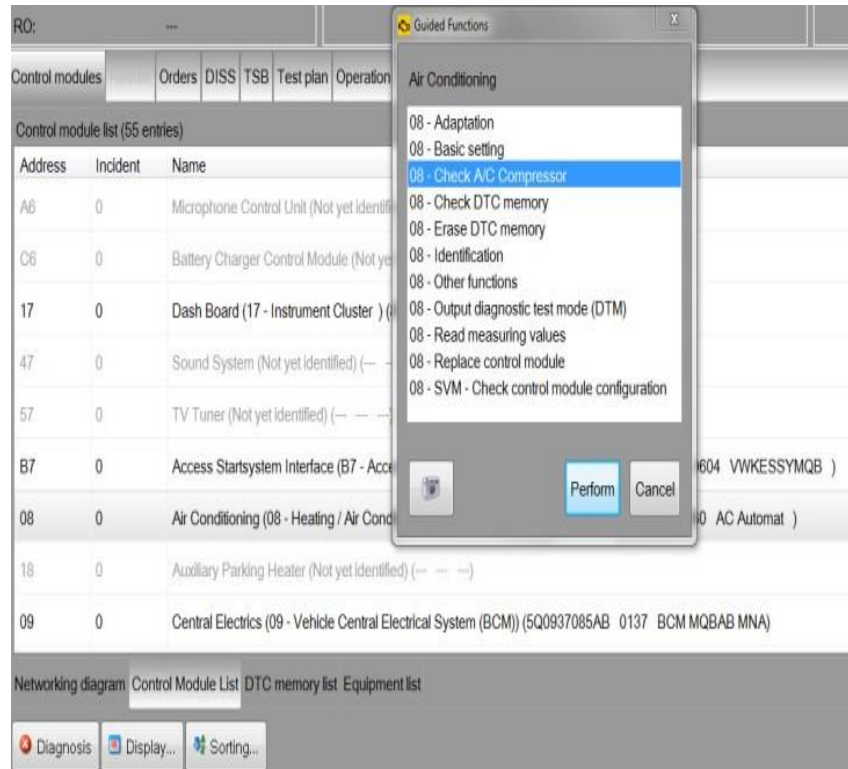 RO: ---
Control modules Orders DISS TSB Test plan Operation
Control module list (55 entries)
Address Incident Name
A6 0 Microphone Control Unit (Not yet identifi
C6 0 Battery Charger Control Module (Not ye
17 0 Dash Board (17 - Instrument Cluster ) (
47 0 Sound System (Not yet identified) (--- -
57 0 TV Tuner (Not yet identified) (--- --- ---)
B7 0 Access Startsystem Interface (B7 - Acce 604 VWKESSYMQB )
08 0 Air Conditioning (08 - Heating / Air Cond 0 AC Automat )
18 0 Auxiliary Parking Heater (Not yet identified) (--- --- ---)
09 0 Central Electrics (09 - Vehicle Central Electrical System (BCM)) (5Q0937085AB 0137 BCM MQBAB MNA)
Networking diagram Control Module List DTC memory list Equipment list
Diagnosis Display... Sorting...
Guided Functions
Air Conditioning
08 - Adaptation
08 - Basic setting
08 - Check A/C Compressor
08 - Check DTC memory
08 - Erase DTC memory
08 - Identification
08 - Other functions
08 - Output diagnostic test mode (DTM)
08 - Read measuring values
08 - Replace control module
08 - SVM - Check control module configuration
Perform Cancel